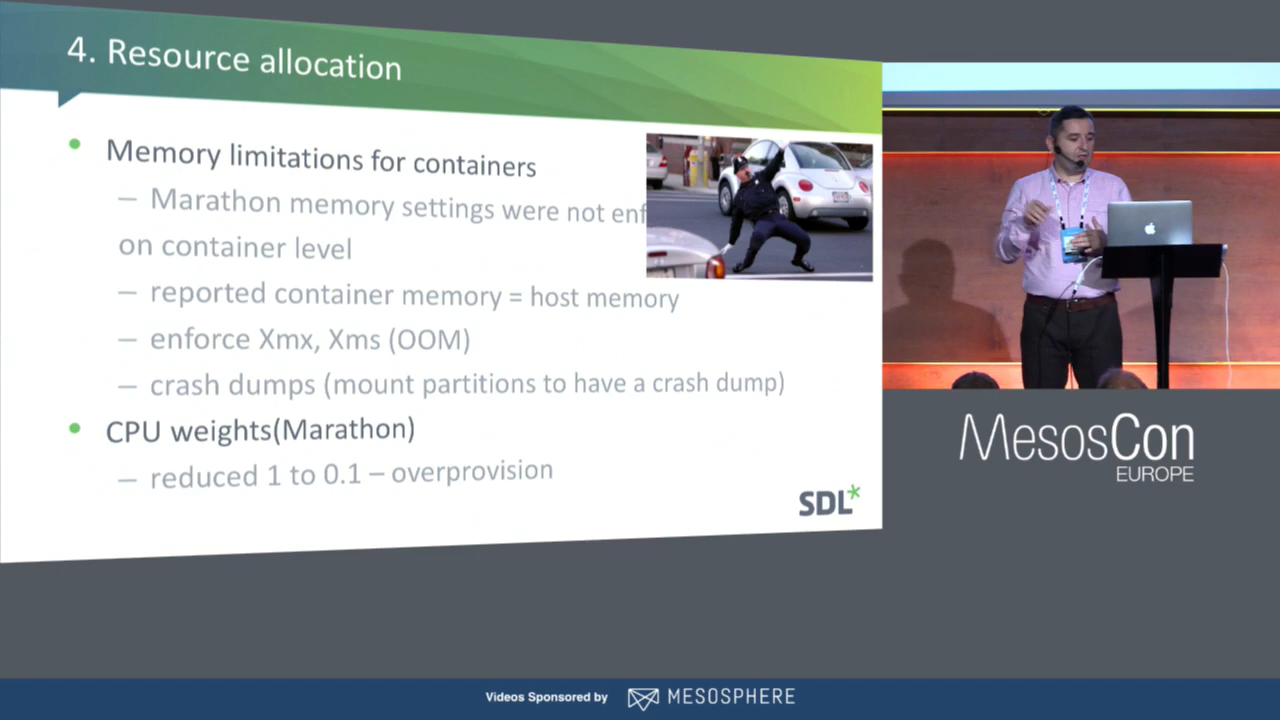 4. Resource allocation
Memory limitations for containers
— Marathon memory settings were not enf
on container level
— reported container memory = host memory
— enforce Xmx, Xms (OOM)
— crash dumps (mount partitions to have a crash dump)
CPU weights(Marathon)
— reduced 1 to 0.1 – overprovision
SDL*
MesosCon
EUROPE
Videos Sponsored by MESOSPHERE